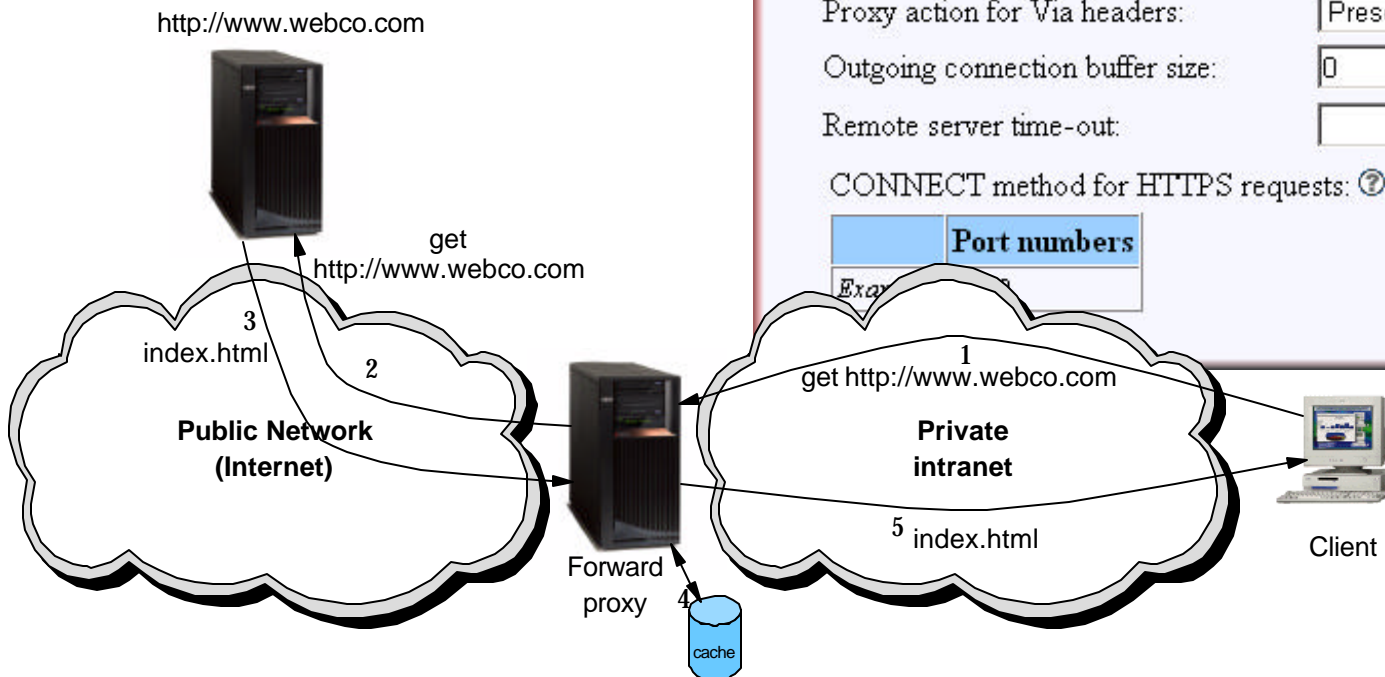 http://www.webco.com
Proxy action for Via headers:
Outgoing connection buffer size:
0
Remote server time-out:
CONNECT method for HTTPS requests:
Port numbers
get
http://www.webco.com
3
index.html
2
Public Network
(Internet)
1
get http://www.webco.com
Private
intranet
5 index.html
Client
Forward
proxy
4
cache